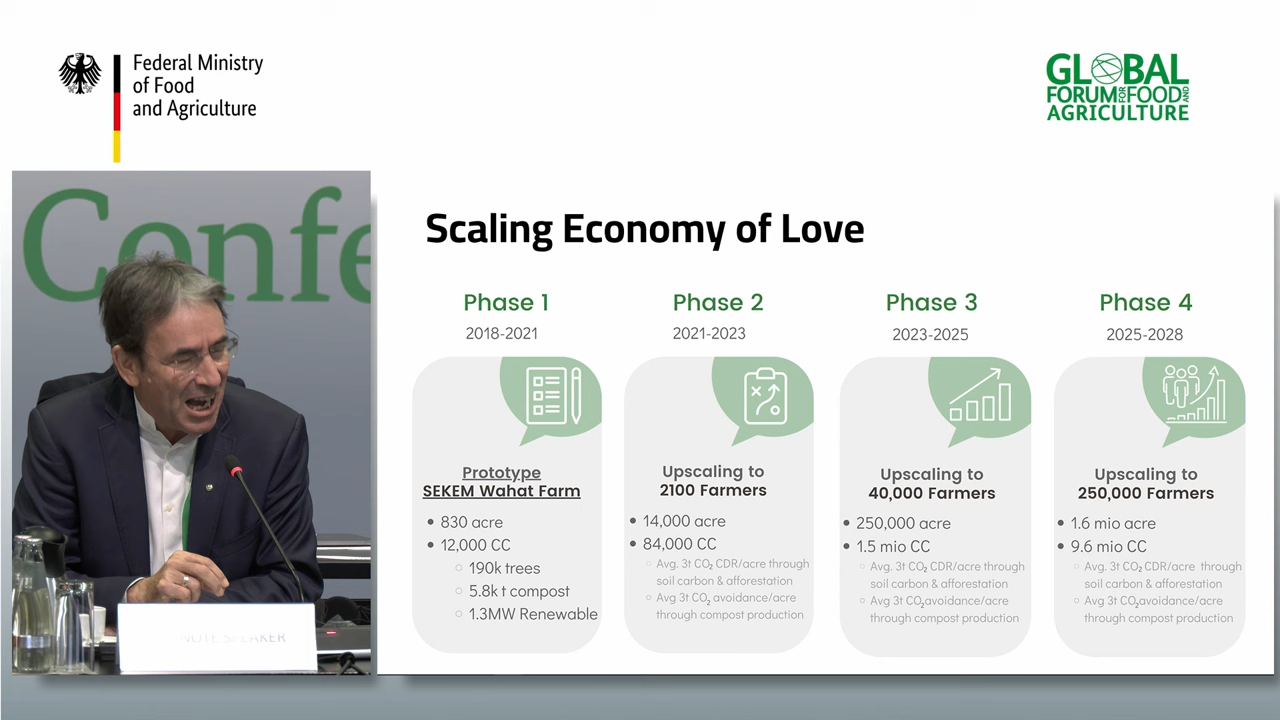 Federal Ministry
of Food
and Agriculture
GLOBAL
FORUM FOR FOOD AND
AGRICULTURE
Confe
Scaling Economy of Love
Phase 1
2018-2021
Prototype
SEKEM Wahat Farm
• 830 acre
• 12,000 CC
○ 190k trees
○ 5.8k t compost
○ 1.3MW Renewable
Phase 2
2021-2023
Upscaling to
2100 Farmers
• 14,000 acre
• 84,000 CC
○ Avg. 3t CO₂ CDR/acre through
soil carbon & afforestation
○ Avg 3t CO₂ avoidance/acre
through compost production
Phase 3
2023-2025
Upscaling to
40,000 Farmers
• 250,000 acre
• 1.5 mio CC
○ Avg. 3t CO₂ CDR/acre through
soil carbon & afforestation
○ Avg 3t CO₂avoidance/acre
through compost production
Phase 4
2025-2028
Upscaling to
250,000 Farmers
• 1.6 mio acre
• 9.6 mio CC
○ Avg. 3t CO₂ CDR/acre through
soil carbon & afforestation
○ Avg 3t CO₂avoidance/acre
through compost production
SPEAKER